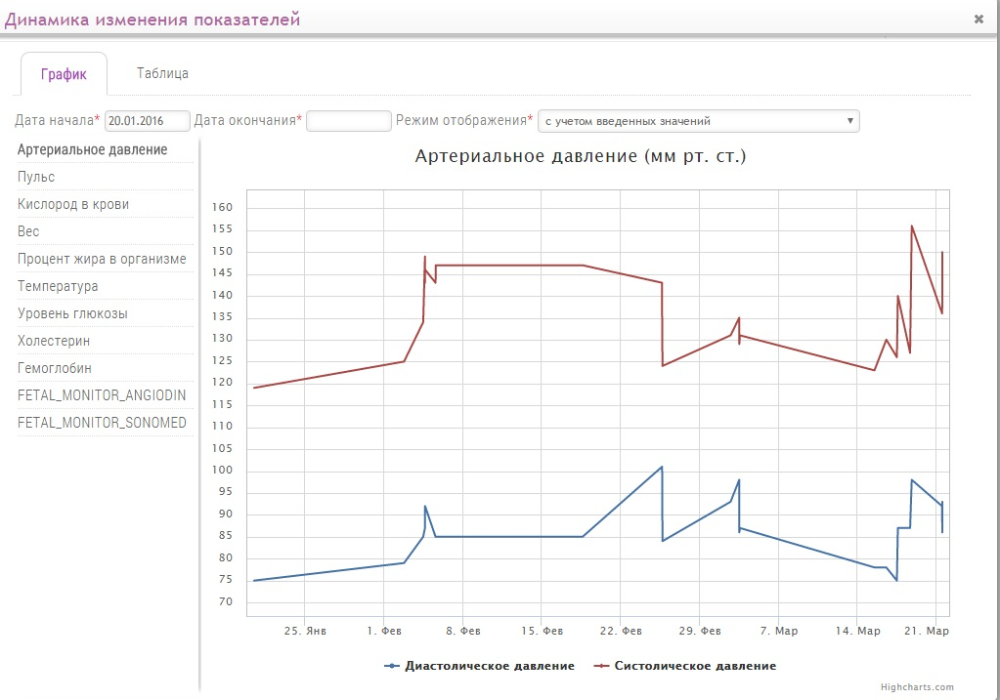 Динамика изменения показателей
График Таблица
Дата начала* 20.01.2016 Дата окончания* Режим отображения* с учетом введенных значений
Артериальное давление
Пульс
Кислород в крови
Вес
Процент жира в организме
Температура
Уровень глюкозы
Холестерин
Гемоглобин
FETAL_MONITOR_ANGIODIN
FETAL_MONITOR_SONOMED
Артериальное давление (мм рт. ст.)
160
155
150
145
140
135
130
125
120
115
110
105
100
95
90
85
80
75
70
25. Янв 1. Фев 8. Фев 15. Фев 22. Фев 29. Фев 7. Мар 14. Мар 21. Мар
Диастолическое давление Систолическое давление
Highcharts.com